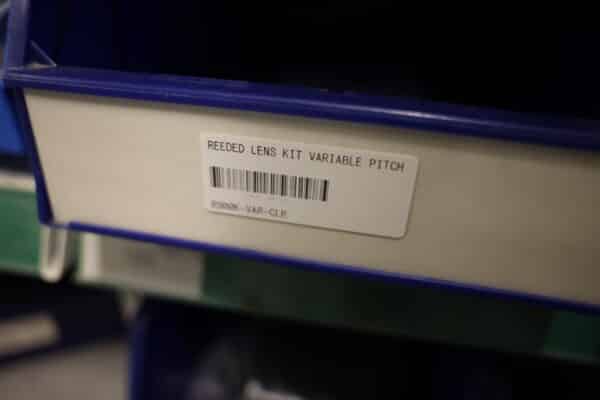 REEDED LENS KIT VARIABLE PITCH